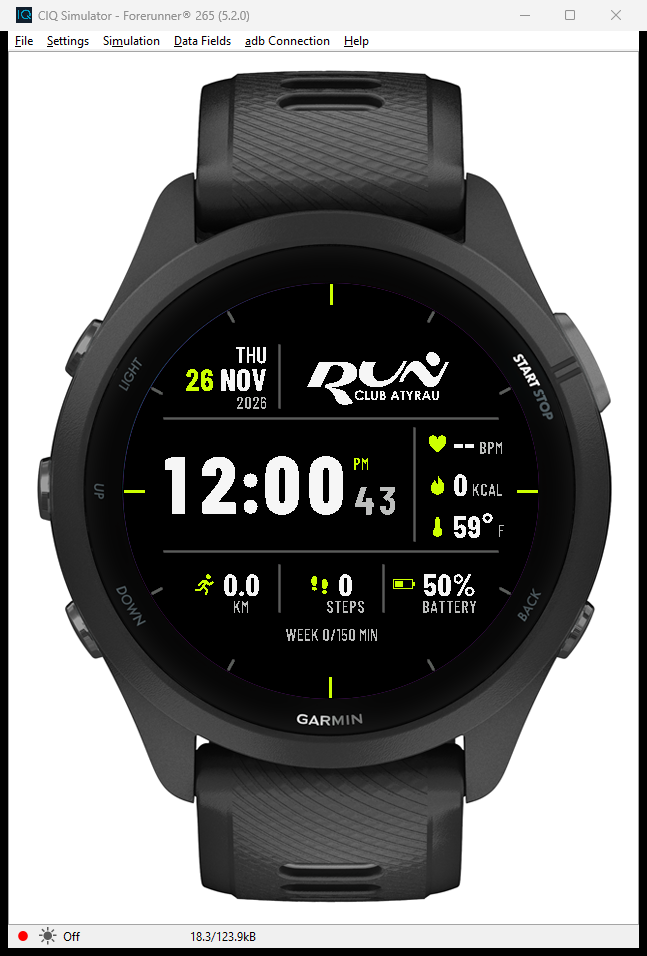 CIQ Simulator - Forerunner® 265 (5.2.0)
File Settings Simulation Data Fields adb Connection Help
LIGHT
START STOP
UP
DOWN
BACK
THU
26 NOV
2026
RUN
CLUB ATYRAU
12:00 PM 43
-- BPM
0 KCAL
59° F
0.0
KM
0
STEPS
50%
BATTERY
WEEK 0/150 MIN
GARMIN
Off 18.3/123.9kB